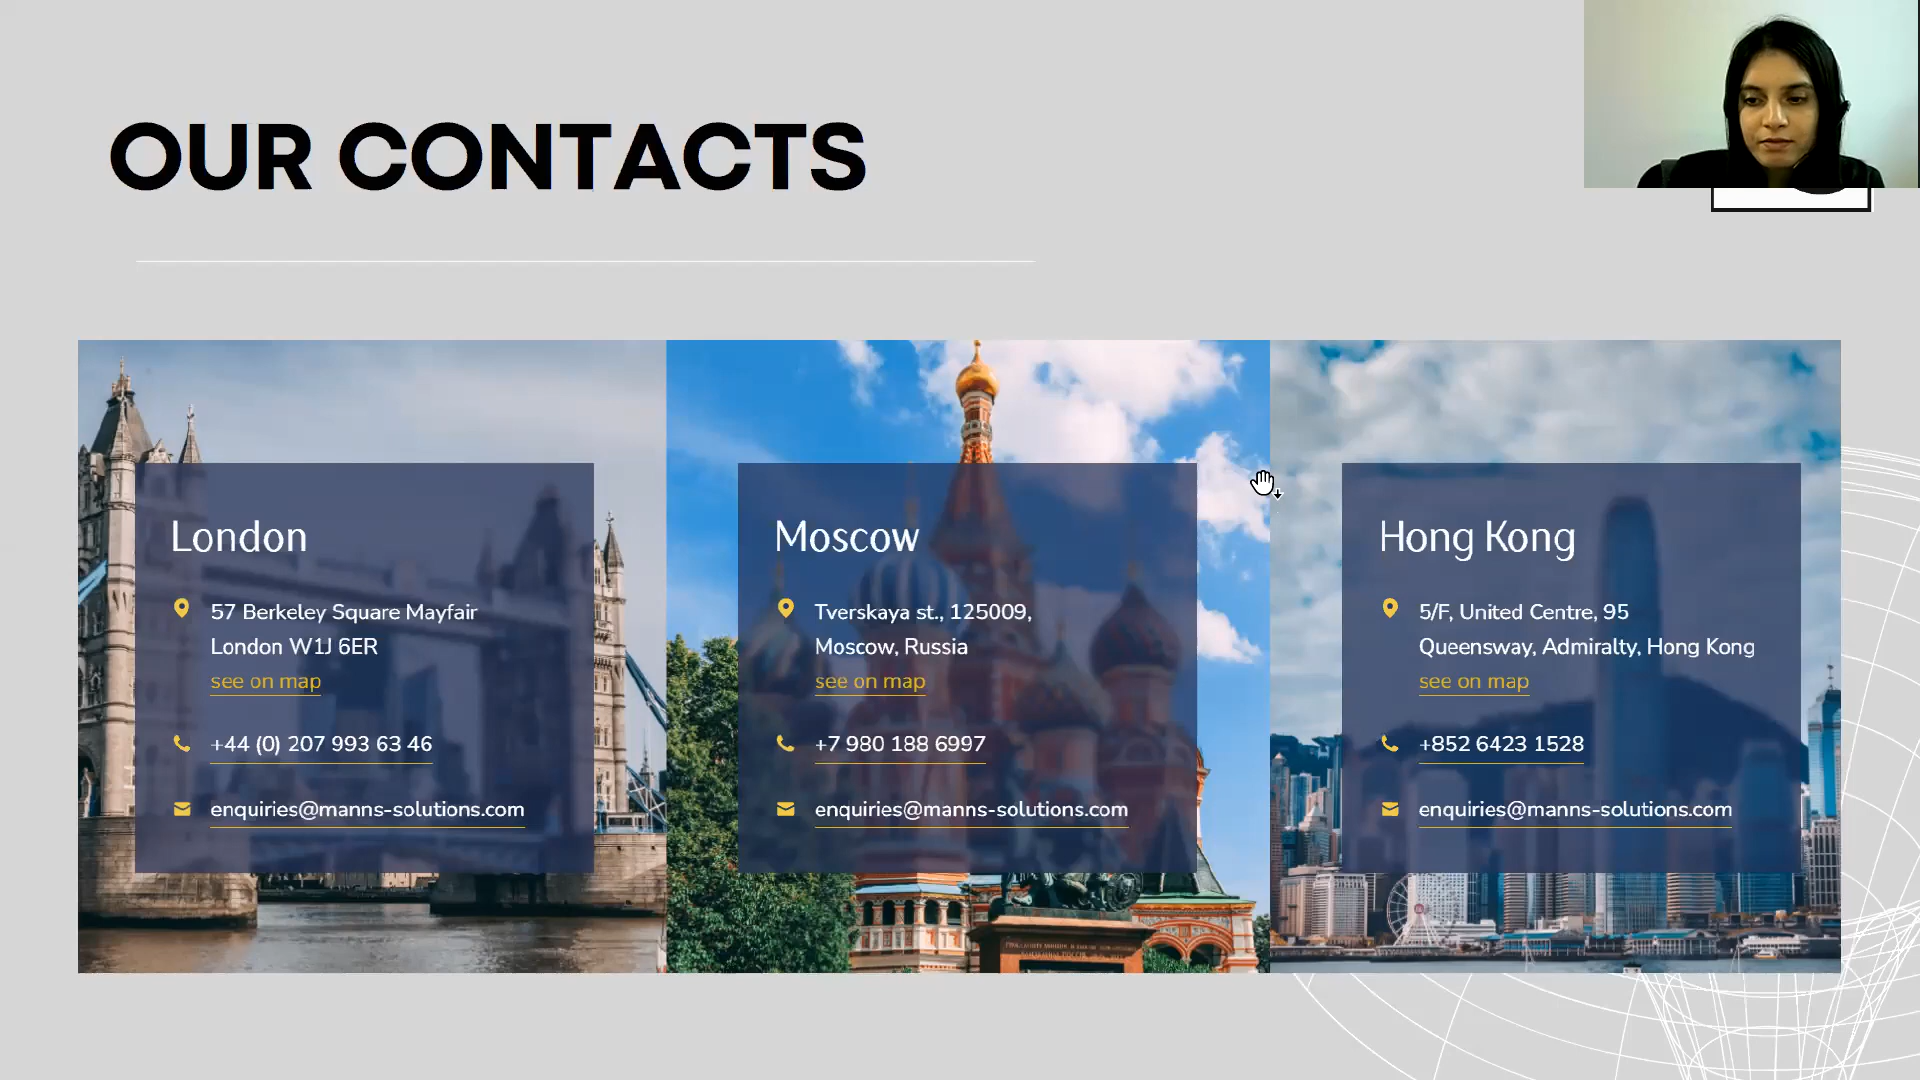 OUR CONTACTS
London
57 Berkeley Square Mayfair
London W1J 6ER
see on map
+44 (0) 207 993 63 46
enquiries@manns-solutions.com
Moscow
Tverskaya st., 125009,
Moscow, Russia
see on map
+7 980 188 6997
enquiries@manns-solutions.com
Hong Kong
5/F, United Centre, 95
Queensway, Admiralty, Hong Kong
see on map
+852 6423 1528
enquiries@manns-solutions.com